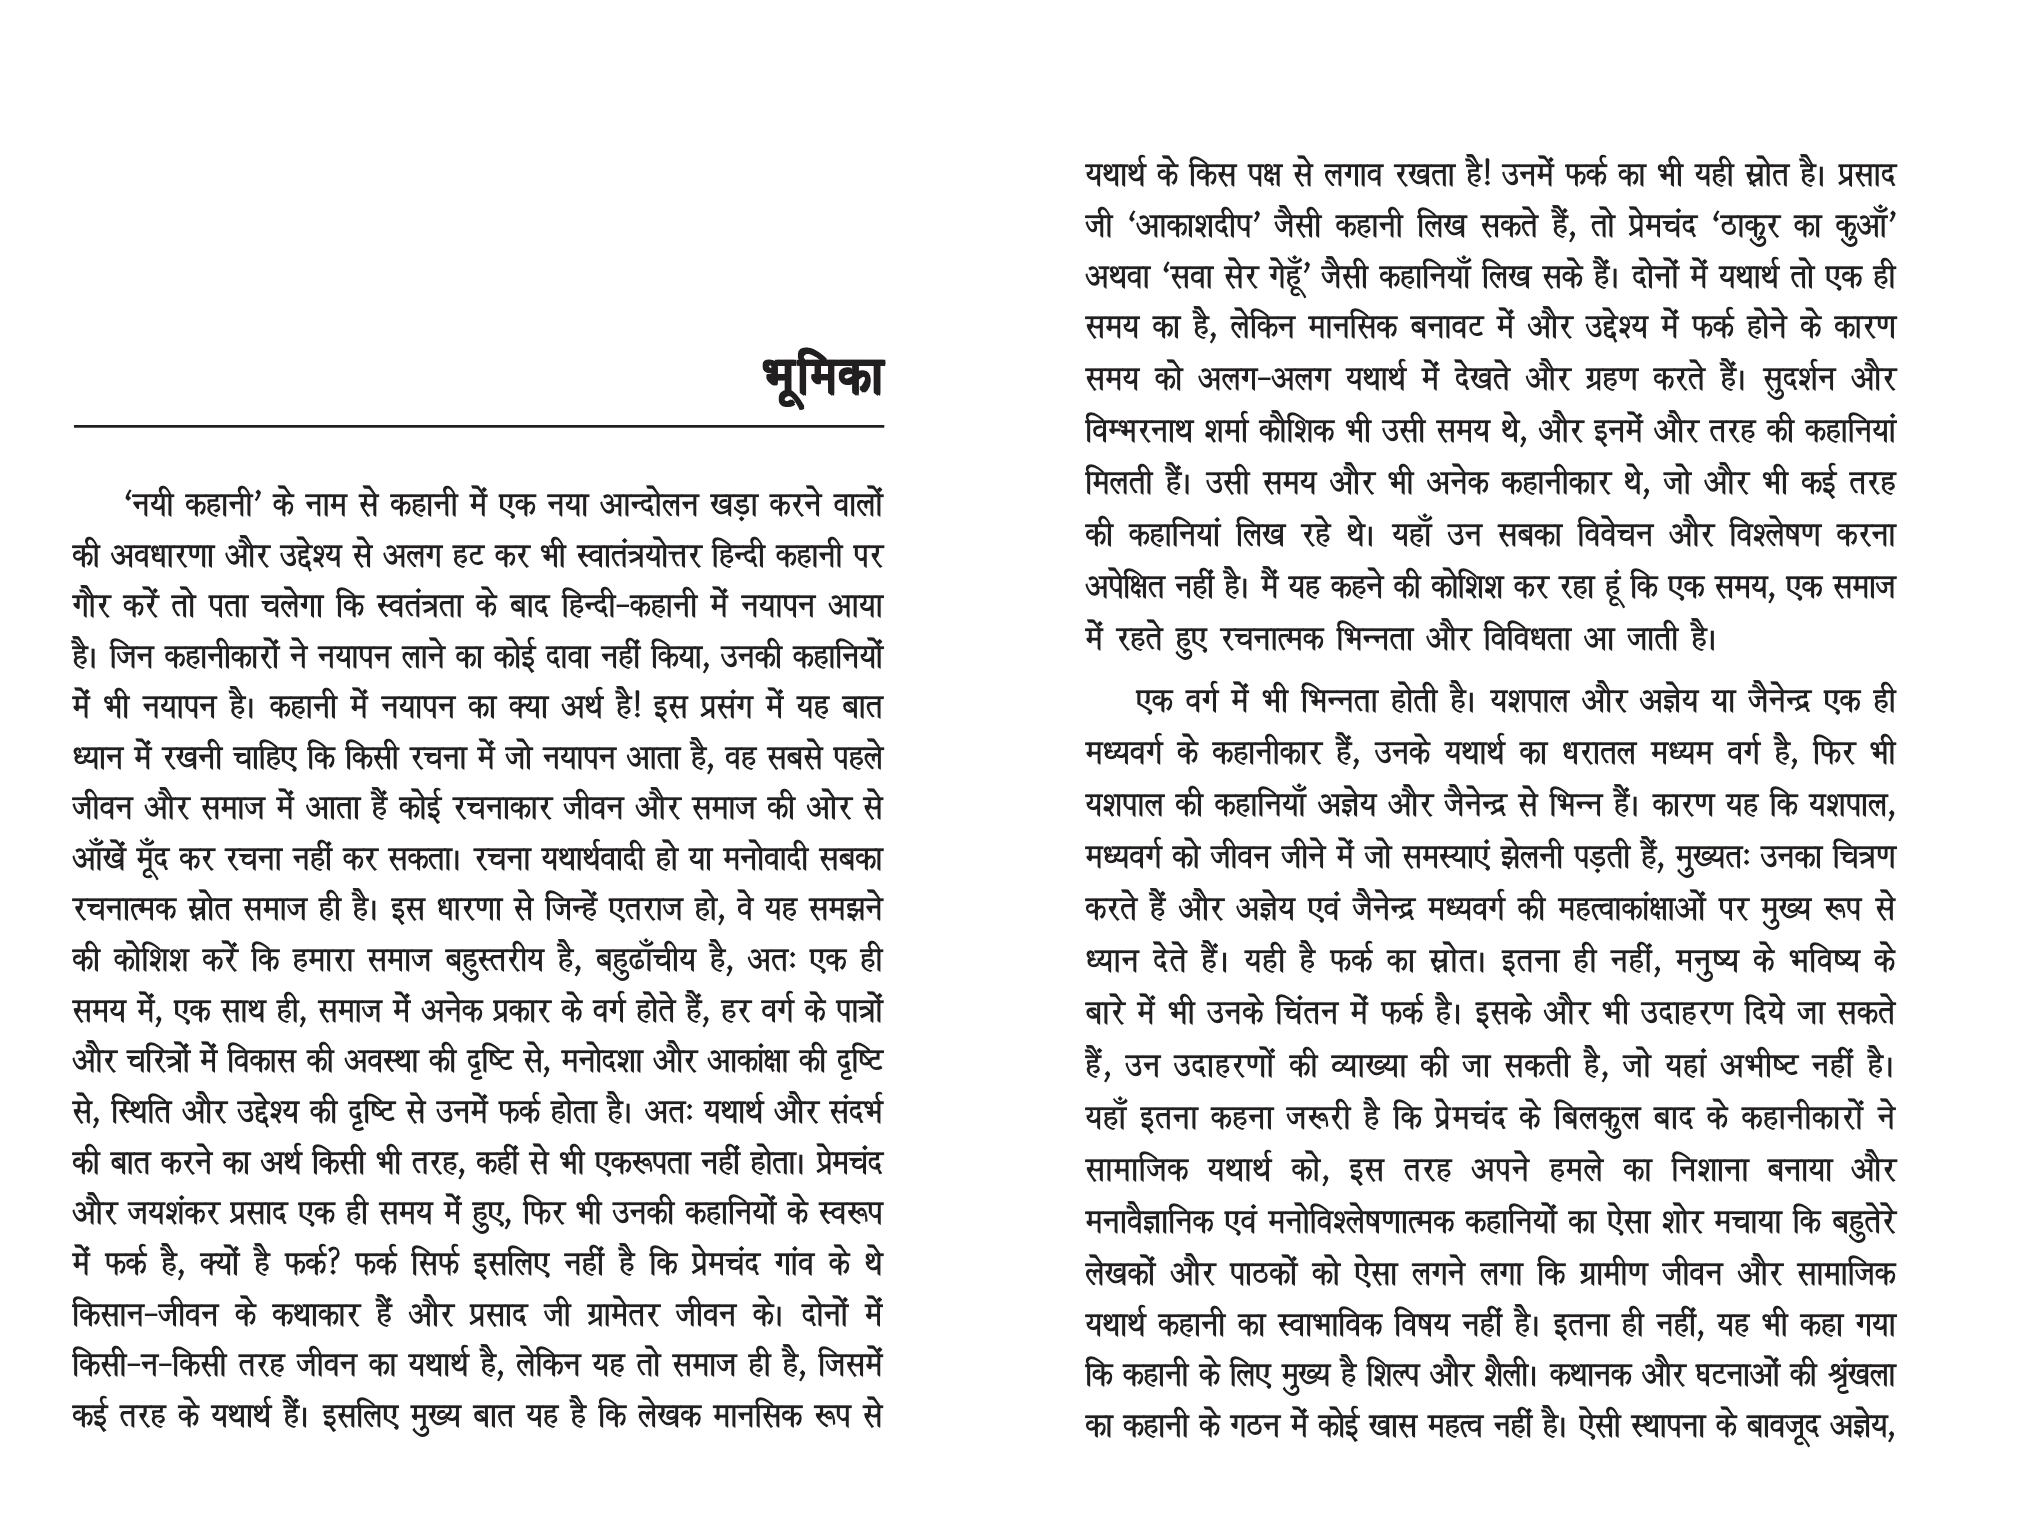 भूमिका
‘नयी कहानी’ के नाम से कहानी में एक नया आन्दोलन खड़ा करने वालों
की अवधारणा और उद्देश्य से अलग हट कर भी स्वातंत्रयोत्तर हिन्दी कहानी पर
गौर करें तो पता चलेगा कि स्वतंत्रता के बाद हिन्दी-कहानी में नयापन आया
है। जिन कहानीकारों ने नयापन लाने का कोई दावा नहीं किया, उनकी कहानियों
में भी नयापन है। कहानी में नयापन का क्या अर्थ है! इस प्रसंग में यह बात
ध्यान में रखनी चाहिए कि किसी रचना में जो नयापन आता है, वह सबसे पहले
जीवन और समाज में आता हैं कोई रचनाकार जीवन और समाज की ओर से
आँखें मूँद कर रचना नहीं कर सकता। रचना यथार्थवादी हो या मनोवादी सबका
रचनात्मक स्रोत समाज ही है। इस धारणा से जिन्हें एतराज हो, वे यह समझने
की कोशिश करें कि हमारा समाज बहुस्तरीय है, बहुढाँचीय है, अतः एक ही
समय में, एक साथ ही, समाज में अनेक प्रकार के वर्ग होते हैं, हर वर्ग के पात्रों
और चरित्रों में विकास की अवस्था की दृष्टि से, मनोदशा और आकांक्षा की दृष्टि
से, स्थिति और उद्देश्य की दृष्टि से उनमें फर्क होता है। अतः यथार्थ और संदर्भ
की बात करने का अर्थ किसी भी तरह, कहीं से भी एकरूपता नहीं होता। प्रेमचंद
और जयशंकर प्रसाद एक ही समय में हुए, फिर भी उनकी कहानियों के स्वरूप
में फर्क है, क्यों है फर्क? फर्क सिर्फ इसलिए नहीं है कि प्रेमचंद गांव के थे
किसान-जीवन के कथाकार हैं और प्रसाद जी ग्रामेतर जीवन के। दोनों में
किसी-न-किसी तरह जीवन का यथार्थ है, लेकिन यह तो समाज ही है, जिसमें
कई तरह के यथार्थ हैं। इसलिए मुख्य बात यह है कि लेखक मानसिक रूप से
यथार्थ के किस पक्ष से लगाव रखता है! उनमें फर्क का भी यही स्रोत है। प्रसाद
जी ‘आकाशदीप’ जैसी कहानी लिख सकते हैं, तो प्रेमचंद ‘ठाकुर का कुआँ’
अथवा ‘सवा सेर गेहूँ’ जैसी कहानियाँ लिख सके हैं। दोनों में यथार्थ तो एक ही
समय का है, लेकिन मानसिक बनावट में और उद्देश्य में फर्क होने के कारण
समय को अलग-अलग यथार्थ में देखते और ग्रहण करते हैं। सुदर्शन और
विम्भरनाथ शर्मा कौशिक भी उसी समय थे, और इनमें और तरह की कहानियां
मिलती हैं। उसी समय और भी अनेक कहानीकार थे, जो और भी कई तरह
की कहानियां लिख रहे थे। यहाँ उन सबका विवेचन और विश्लेषण करना
अपेक्षित नहीं है। मैं यह कहने की कोशिश कर रहा हूं कि एक समय, एक समाज
में रहते हुए रचनात्मक भिन्नता और विविधता आ जाती है।
एक वर्ग में भी भिन्नता होती है। यशपाल और अज्ञेय या जैनेन्द्र एक ही
मध्यवर्ग के कहानीकार हैं, उनके यथार्थ का धरातल मध्यम वर्ग है, फिर भी
यशपाल की कहानियाँ अज्ञेय और जैनेन्द्र से भिन्न हैं। कारण यह कि यशपाल,
मध्यवर्ग को जीवन जीने में जो समस्याएं झेलनी पड़ती हैं, मुख्यतः उनका चित्रण
करते हैं और अज्ञेय एवं जैनेन्द्र मध्यवर्ग की महत्वाकांक्षाओं पर मुख्य रूप से
ध्यान देते हैं। यही है फर्क का स्रोत। इतना ही नहीं, मनुष्य के भविष्य के
बारे में भी उनके चिंतन में फर्क है। इसके और भी उदाहरण दिये जा सकते
हैं, उन उदाहरणों की व्याख्या की जा सकती है, जो यहां अभीष्ट नहीं है।
यहाँ इतना कहना जरूरी है कि प्रेमचंद के बिलकुल बाद के कहानीकारों ने
सामाजिक यथार्थ को, इस तरह अपने हमले का निशाना बनाया और
मनावैज्ञानिक एवं मनोविश्लेषणात्मक कहानियों का ऐसा शोर मचाया कि बहुतेरे
लेखकों और पाठकों को ऐसा लगने लगा कि ग्रामीण जीवन और सामाजिक
यथार्थ कहानी का स्वाभाविक विषय नहीं है। इतना ही नहीं, यह भी कहा गया
कि कहानी के लिए मुख्य है शिल्प और शैली। कथानक और घटनाओं की श्रृंखला
का कहानी के गठन में कोई खास महत्व नहीं है। ऐसी स्थापना के बावजूद अज्ञेय,